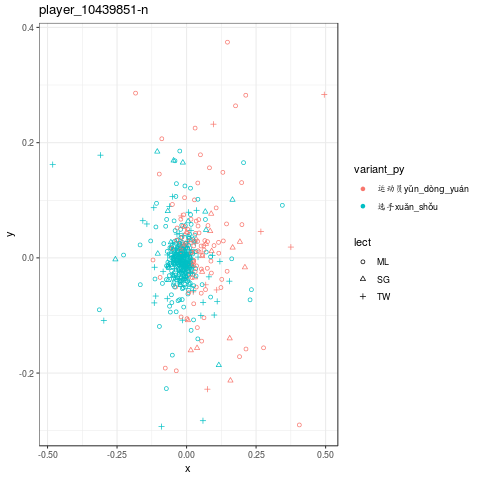 player_10439851-n
0.4
0.2
0.0
-0.2
y
-0.50
-0.25
0.00
0.25
0.50
x
variant_py
运动员yùn_dòng_yuán
选手xuǎn_shǒu
lect
ML
SG
TW